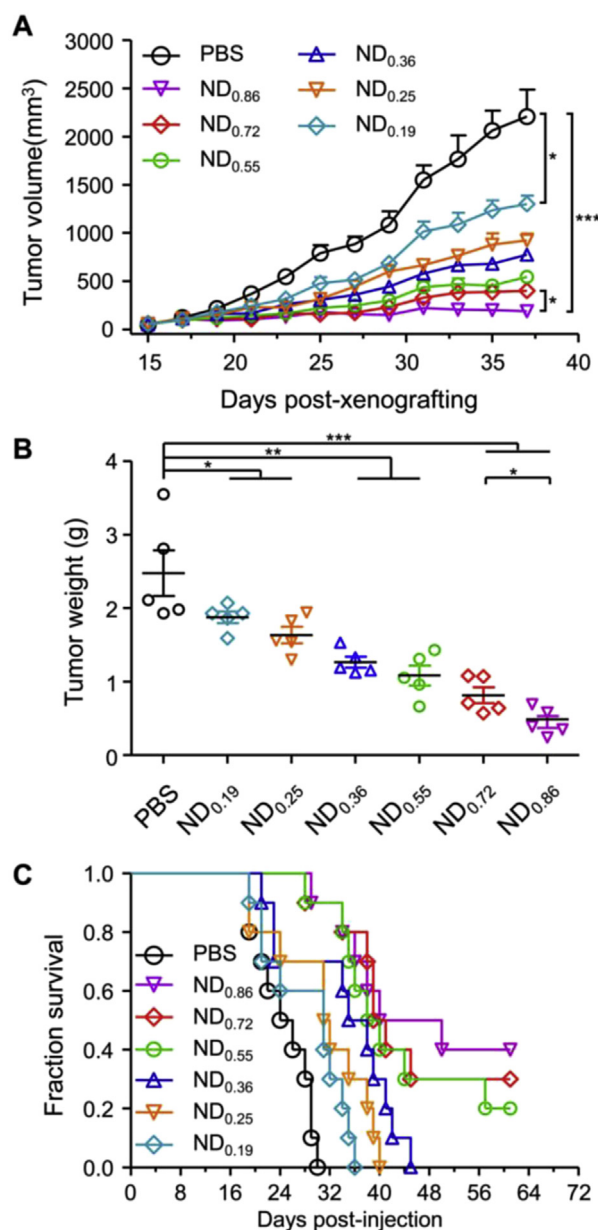 A
3000
2500
2000
1500
1000
500
0
Tumor volume(mm³)
PBS
ND0.86
ND0.72
ND0.55
ND0.36
ND0.25
ND0.19
*
***
*
15 20 25 30 35 40
Days post-xenografting
B
***
**
*
*
4
3
2
1
0
Tumor weight (g)
PBS
ND0.19
ND0.25
ND0.36
ND0.55
ND0.72
ND0.86
C
1.0
0.8
0.6
0.4
0.2
0.0
Fraction survival
PBS
ND0.86
ND0.72
ND0.55
ND0.36
ND0.25
ND0.19
0 8 16 24 32 40 48 56 64 72
Days post-injection